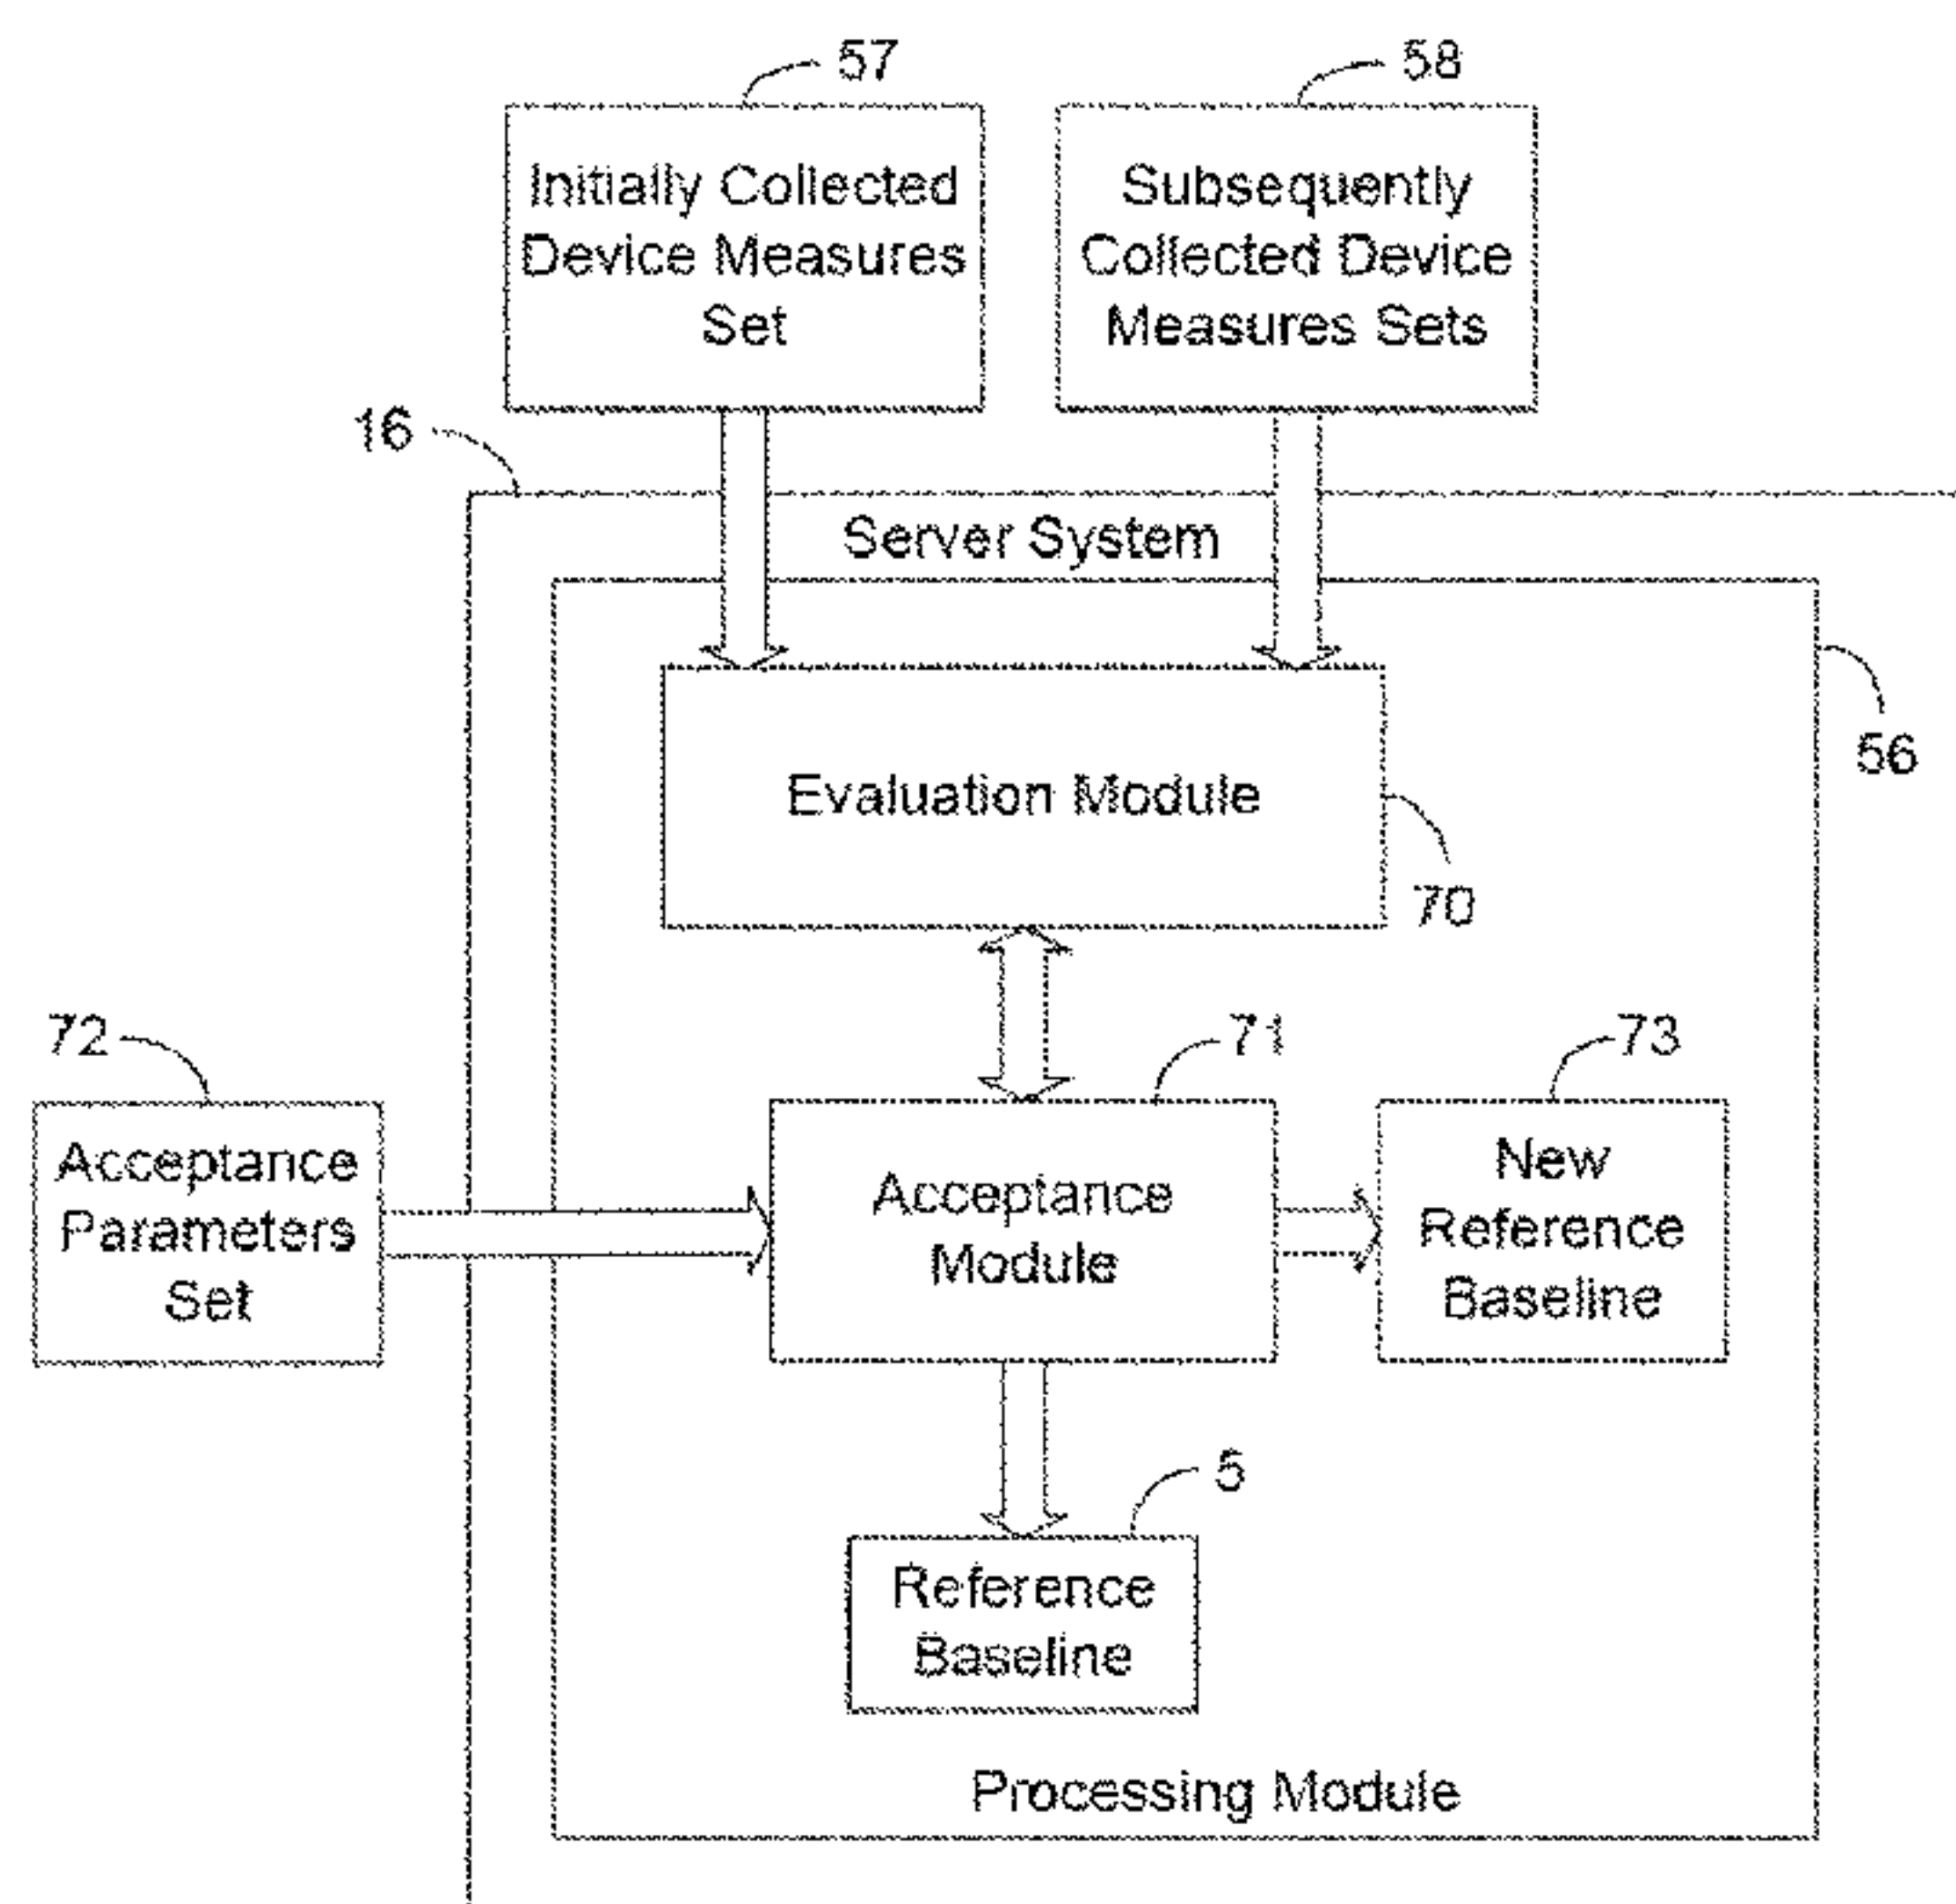 57
58
Initially Collected
Device Measures
Set
Subsequently
Collected Device
Measures Sets
16
Server System
56
Evaluation Module
70
72
71
73
Acceptance
Parameters
Set
Acceptance
Module
New
Reference
Baseline
5
Reference
Baseline
Processing Module